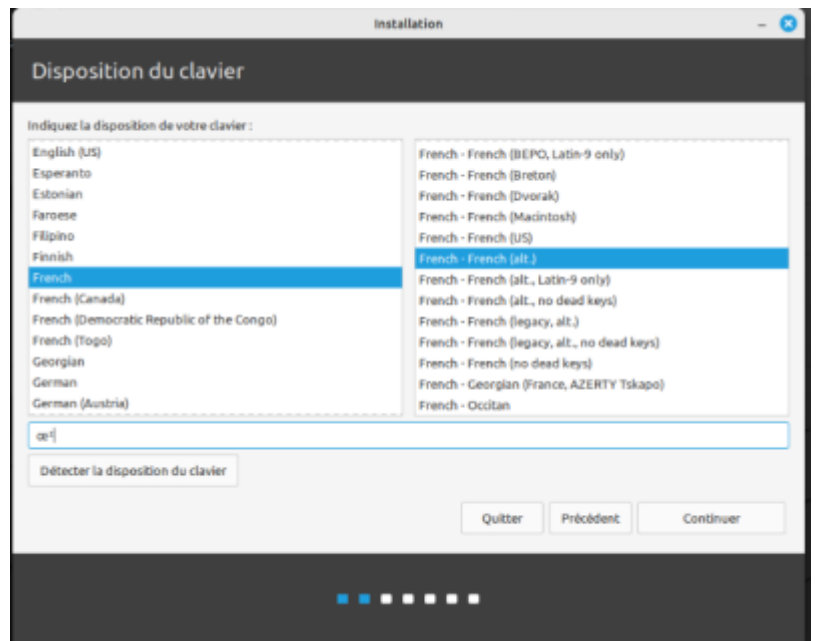 Installation
Disposition du clavier
Indiquez la disposition de votre clavier :
English (US)
Esperanto
Estonian
Faroese
Filipino
Finnish
French
French (Canada)
French (Democratic Republic of the Congo)
French (Togo)
Georgian
German
German (Austria)
French - French (BEPO, Latin-9 only)
French - French (Breton)
French - French (Dvorak)
French - French (Macintosh)
French - French (US)
French - French (alt.)
French - French (alt., Latin-9 only)
French - French (alt., no dead keys)
French - French (legacy, alt.)
French - French (legacy, alt., no dead keys)
French - French (no dead keys)
French - Georgian (France, AZERTY Tskapo)
French - Occitan
Détecter la disposition du clavier
Quitter
Précédent
Continuer